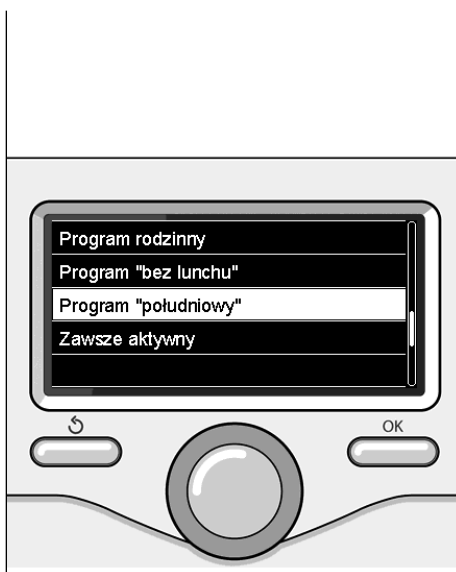 Program rodzinny
Program "bez lunchu"
Program "południowy"
Zawsze aktywny
OK